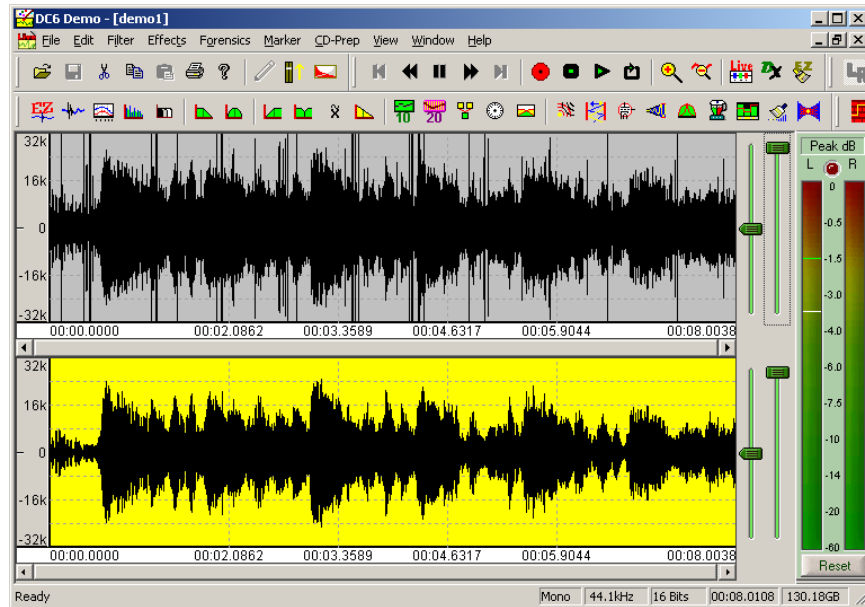 DC6 Demo - [demo1]
File Edit Filter Effects Forensics Marker CD-Prep View Window Help
Live
EZ
EZ
10
20
32k
16k
0
-16k
-32k
00:00.0000 00:02.0862 00:03.3589 00:04.6317 00:05.9044 00:08.0038
32k
16k
0
-16k
-32k
00:00.0000 00:02.0862 00:03.3589 00:04.6317 00:05.9044 00:08.0038
Peak dB
L R
0
-0.5
-1.5
-3.0
-4.0
-6.0
-7.5
-10
-14
-20
-60
Reset
Ready Mono 44.1kHz 16 Bits 00:08.0108 130.18GB